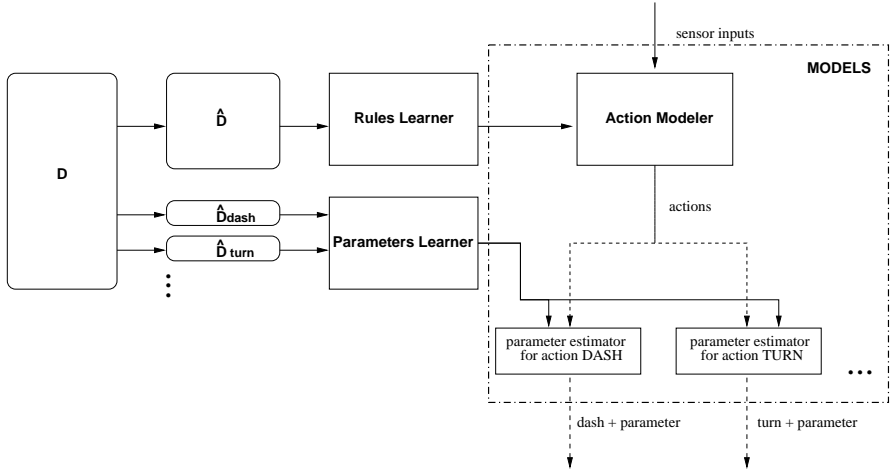 sensor inputs
MODELS
D
D̂
Rules Learner
Action Modeler
actions
D̂dash
D̂ turn
Parameters Learner
parameter estimator
for action DASH
parameter estimator
for action TURN
dash + parameter
turn + parameter